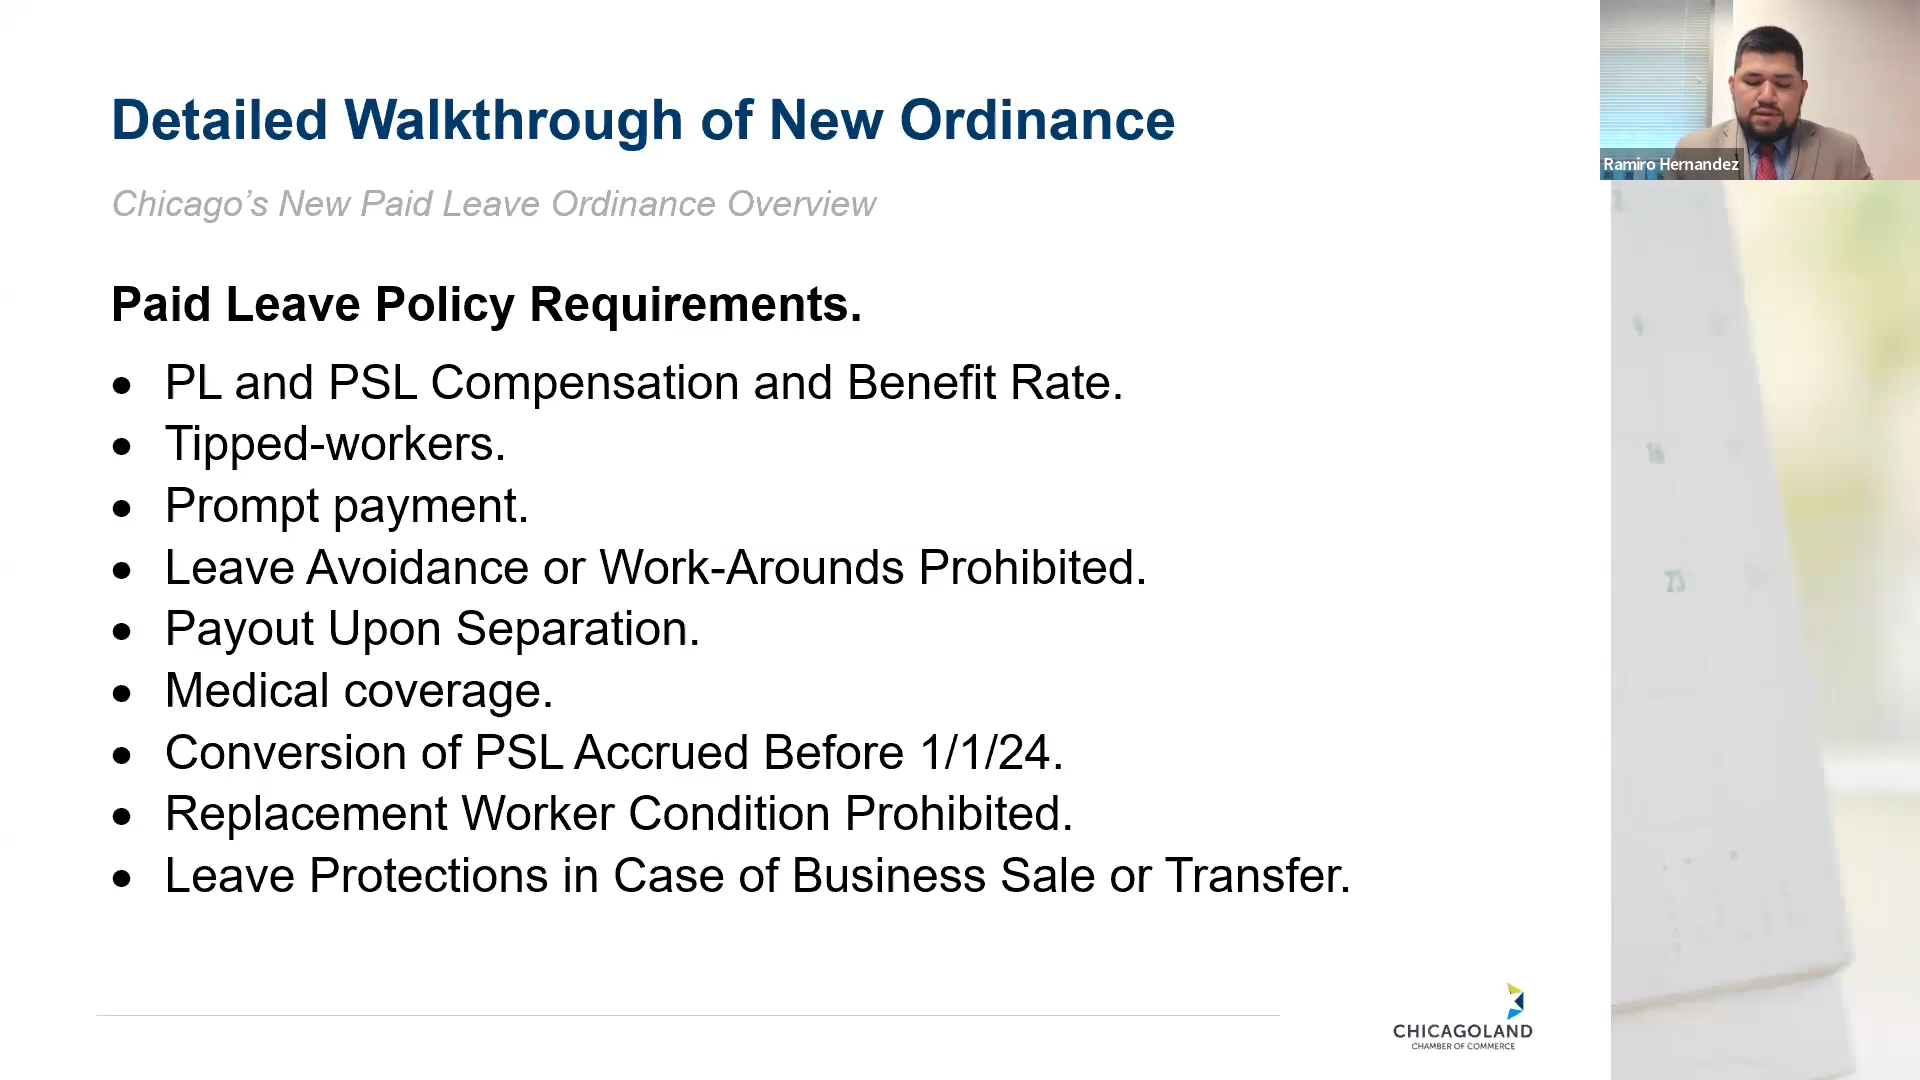 Detailed Walkthrough of New Ordinance
Chicago’s New Paid Leave Ordinance Overview
Paid Leave Policy Requirements.
• PL and PSL Compensation and Benefit Rate.
• Tipped-workers.
• Prompt payment.
• Leave Avoidance or Work-Arounds Prohibited.
• Payout Upon Separation.
• Medical coverage.
• Conversion of PSL Accrued Before 1/1/24.
• Replacement Worker Condition Prohibited.
• Leave Protections in Case of Business Sale or Transfer.
CHICAGOLAND
CHAMBER OF COMMERCE
Ramiro Hernandez
16
23